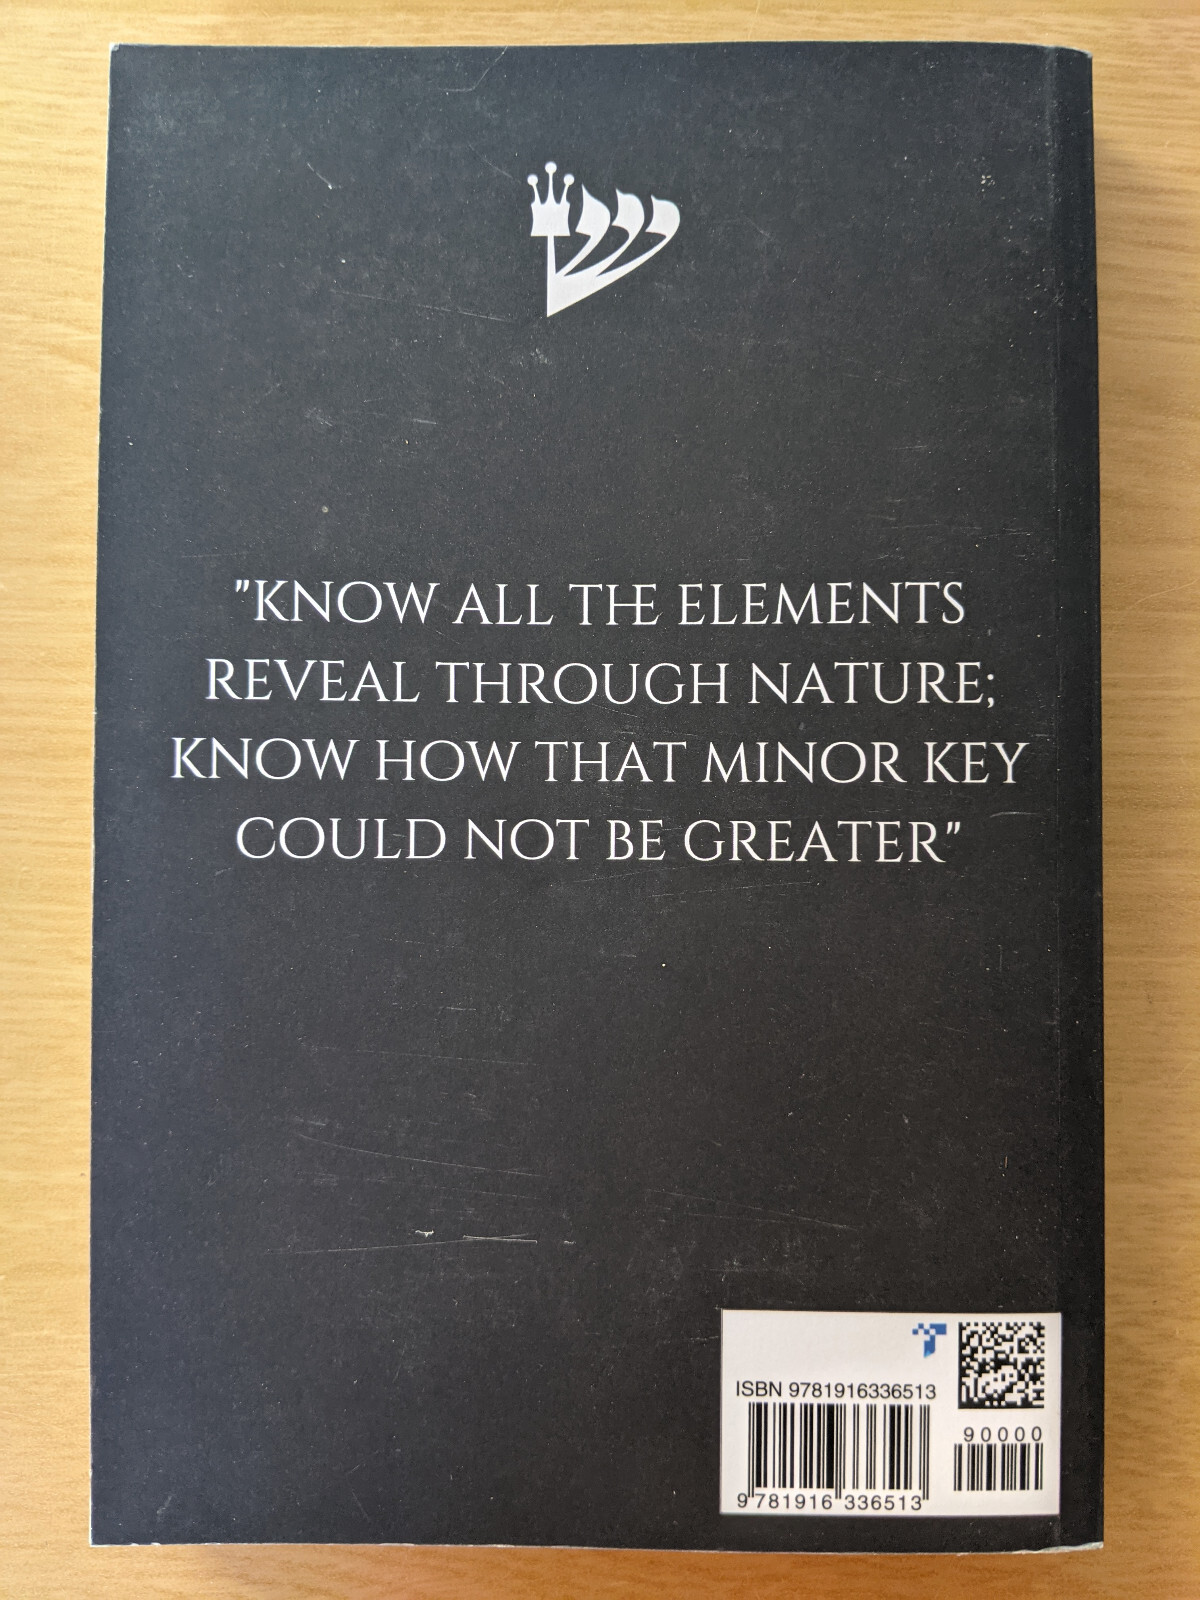 "KNOW ALL THE ELEMENTS
REVEAL THROUGH NATURE;
KNOW HOW THAT MINOR KEY
COULD NOT BE GREATER"
ISBN 9781916336513
90000
9 781916 336513